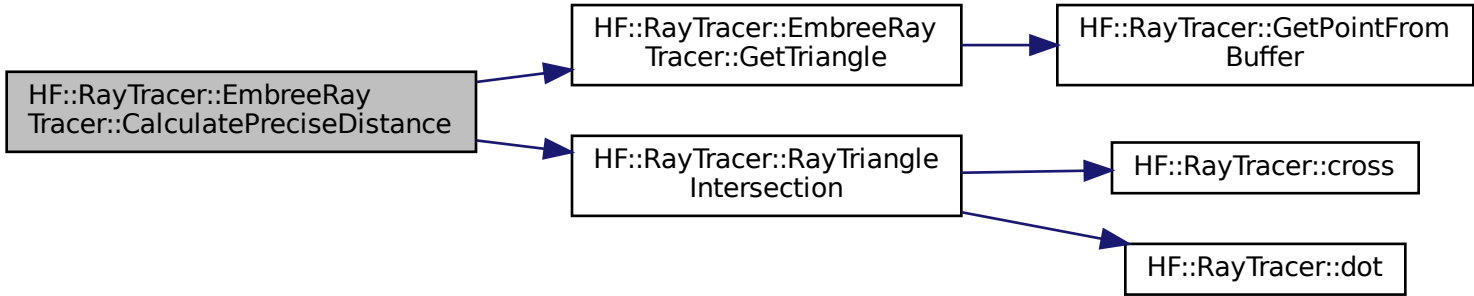 HF::RayTracer::EmbreeRay
Tracer::CalculatePreciseDistance
HF::RayTracer::EmbreeRay
Tracer::GetTriangle
HF::RayTracer::GetPointFrom
Buffer
HF::RayTracer::RayTriangle
Intersection
HF::RayTracer::cross
HF::RayTracer::dot